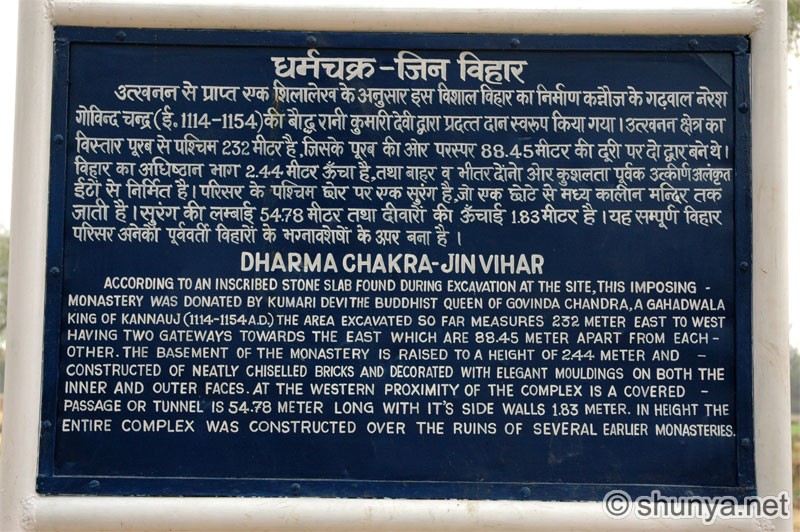 धर्मचक्र-जिन विहार
उत्खनन से प्राप्त एक शिलालेख के अनुसार इस विशाल विहार का निर्माण कन्नौज के गढ़वाल नरेश
गोविन्द चन्द्र (ई. 1114-1154) की बौद्ध रानी कुमारी देवी द्वारा प्रदत्त दान स्वरूप किया गया। उत्खनन क्षेत्र का
विस्तार पूरब से पश्चिम 232 मीटर है, जिसके पूरब की ओर परस्पर 88.45 मीटर की दूरी पर दो द्वार बने थे।
विहार का अधिष्ठान भाग 2.44 मीटर ऊँचा है, तथा बाहर व भीतर दोनो ओर कुशलता पूर्वक उत्कीर्ण अलंकृत
ईंटों से निर्मित है। परिसर के पश्चिम छोर पर एक सुरंग है, जो एक छोटे से मध्य कालीन मन्दिर तक
जाती है। सुरंग की लम्बाई 54.78 मीटर तथा दीवारों की ऊँचाई 1.83 मीटर है। यह सम्पूर्ण विहार
परिसर अनेकों पूर्ववर्ती विहारों के भग्नावशेषों के उपर बना है।
DHARMA CHAKRA-JIN VIHAR
ACCORDING TO AN INSCRIBED STONE SLAB FOUND DURING EXCAVATION AT THE SITE, THIS IMPOSING -
MONASTERY WAS DONATED BY KUMARI DEVI THE BUDDHIST QUEEN OF GOVINDA CHANDRA, A GAHADWALA
KING OF KANNAUJ (1114-1154 A.D.) THE AREA EXCAVATED SO FAR MEASURES 232 METER EAST TO WEST
HAVING TWO GATEWAYS TOWARDS THE EAST WHICH ARE 88.45 METER APART FROM EACH-
OTHER. THE BASEMENT OF THE MONASTERY IS RAISED TO A HEIGHT OF 2.44 METER AND -
CONSTRUCTED OF NEATLY CHISELLED BRICKS AND DECORATED WITH ELEGANT MOULDINGS ON BOTH THE
INNER AND OUTER FACES. AT THE WESTERN PROXIMITY OF THE COMPLEX IS A COVERED -
PASSAGE OR TUNNEL IS 54.78 METER LONG WITH IT'S SIDE WALLS 1.83 METER. IN HEIGHT THE
ENTIRE COMPLEX WAS CONSTRUCTED OVER THE RUINS OF SEVERAL EARLIER MONASTERIES.
© shunya.net